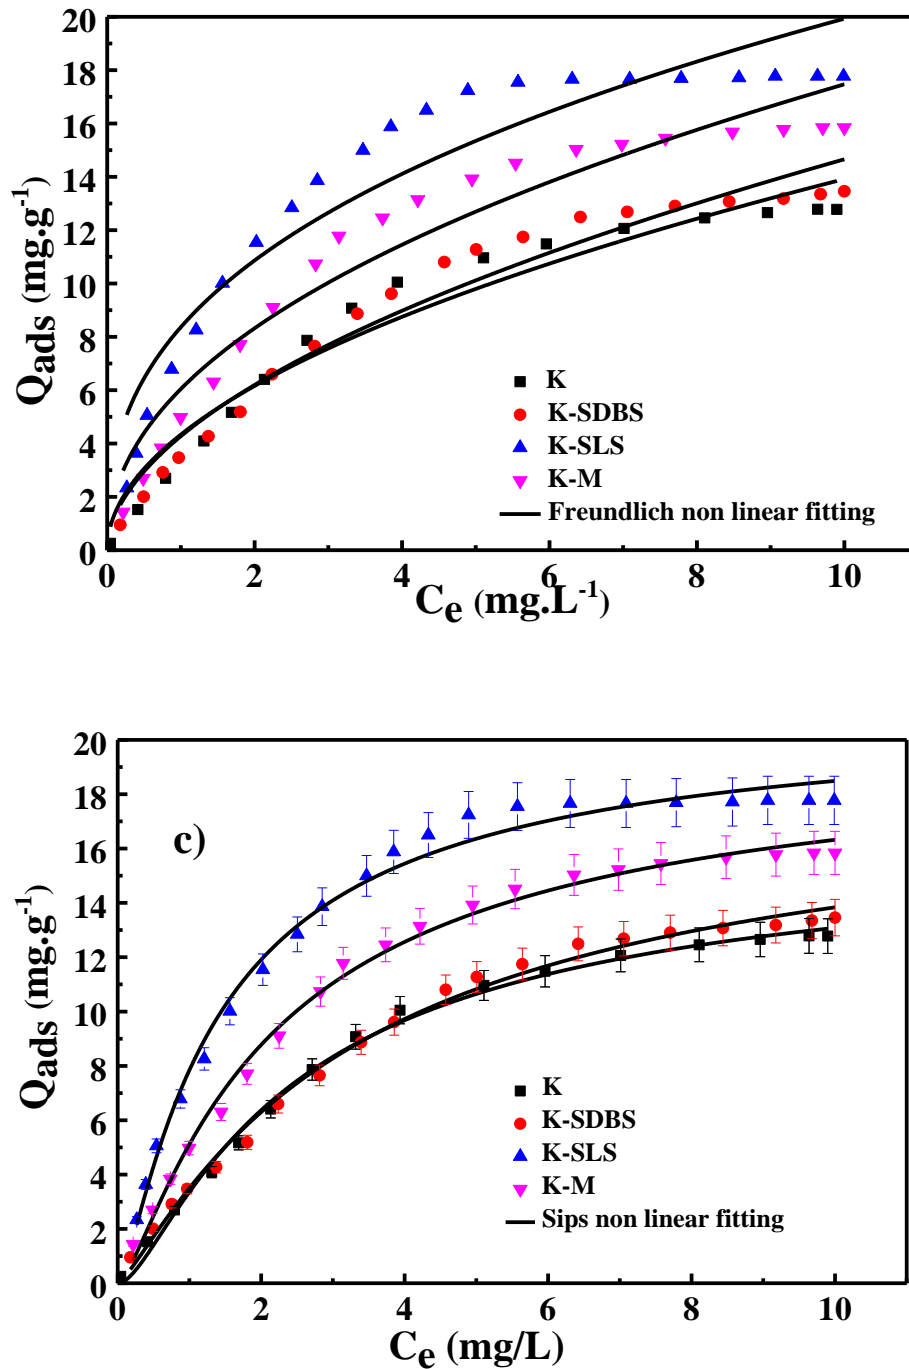 20
18
16
14
12
10
8
6
4
2
0
Qads (mg.g-1)
K
K-SDBS
K-SLS
K-M
Freundlich non linear fitting
0 2 4 6 8 10
Ce (mg.L-1)
20
18
16
14
12
10
8
6
4
2
0
Qads (mg.g-1)
c)
K
K-SDBS
K-SLS
K-M
Sips non linear fitting
0 2 4 6 8 10
Ce (mg/L)